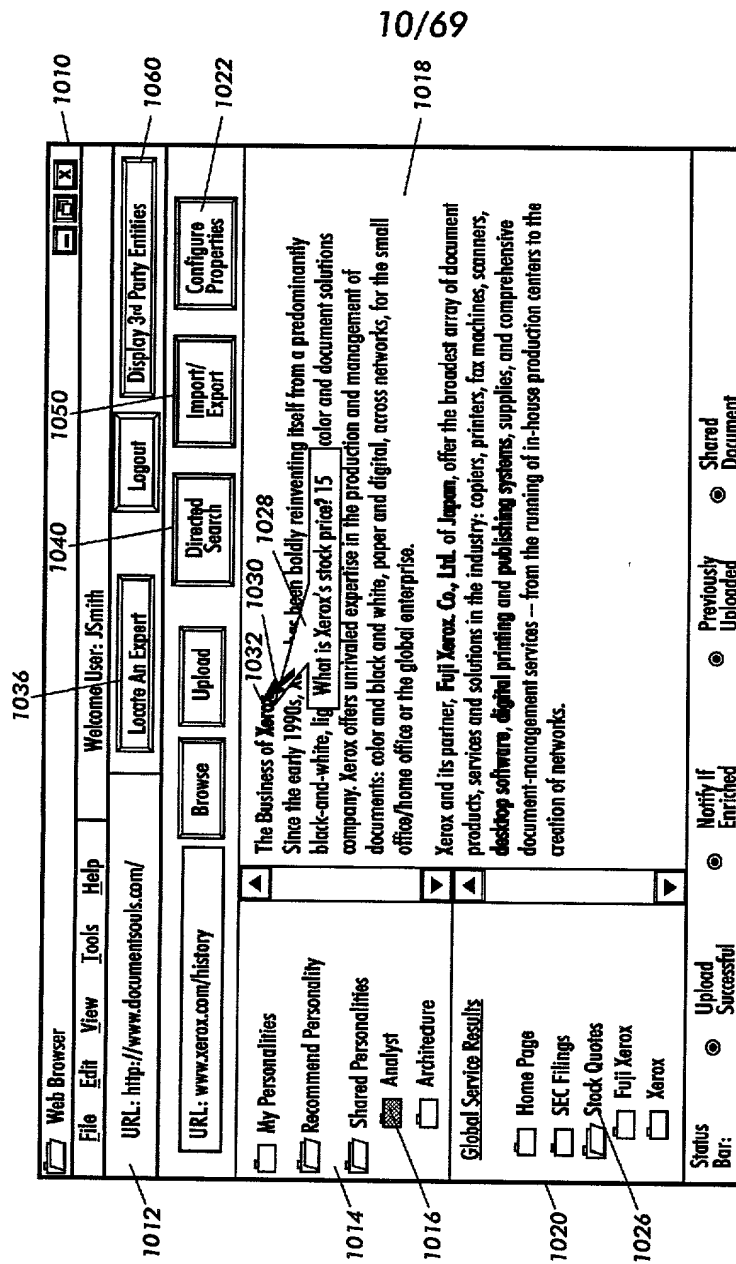 10/69
1010
1060
1022
1018
1050
1040
1036
1032
1030
1028
1012
1014
1016
1020
1026
Web Browser
File Edit View Tools Help
Welcome User: JSmith
URL: http://www.documentsouls.com/
Locate An Expert
Logout
Display 3rd Party Entities
URL: www.xerox.com/history
Browse
Upload
Directed
Search
Import/
Export
Configure
Properties
My Personalities
Recommend Personality
Shared Personalities
Analyst
Architecture
Global Service Results
Home Page
SEC Filings
Stock Quotes
Fuji Xerox
Xerox
The Business of Xerox
Since the early 1990s, has been boldly reinventing itself from a predominantly
black-and-white, color and document solutions
What is Xerox's stock price? 15
company. Xerox offers unrivaled expertise in the production and management of
documents: color and black and white, paper and digital, across networks, for the small
office/home office or the global enterprise.
Xerox and its partner, Fuji Xerox. Co., Ltd. of Japan, offer the broadest array of document
products, services and solutions in the industry: copiers, printers, fax machines, scanners,
desktop software, digital printing and publishing systems, supplies, and comprehensive
document-management services – from the running of in-house production centers to the
creation of networks.
Status
Bar:
Upload
Successful
Notify If
Enriched
Previously
Uploaded
Shared
Document